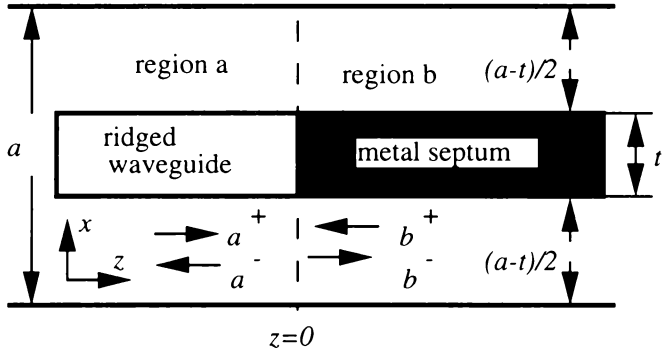 region a
region b
(a-t)/2
a
ridged
waveguide
metal septum
t
x
z
a +
a -
b +
b -
(a-t)/2
z=0